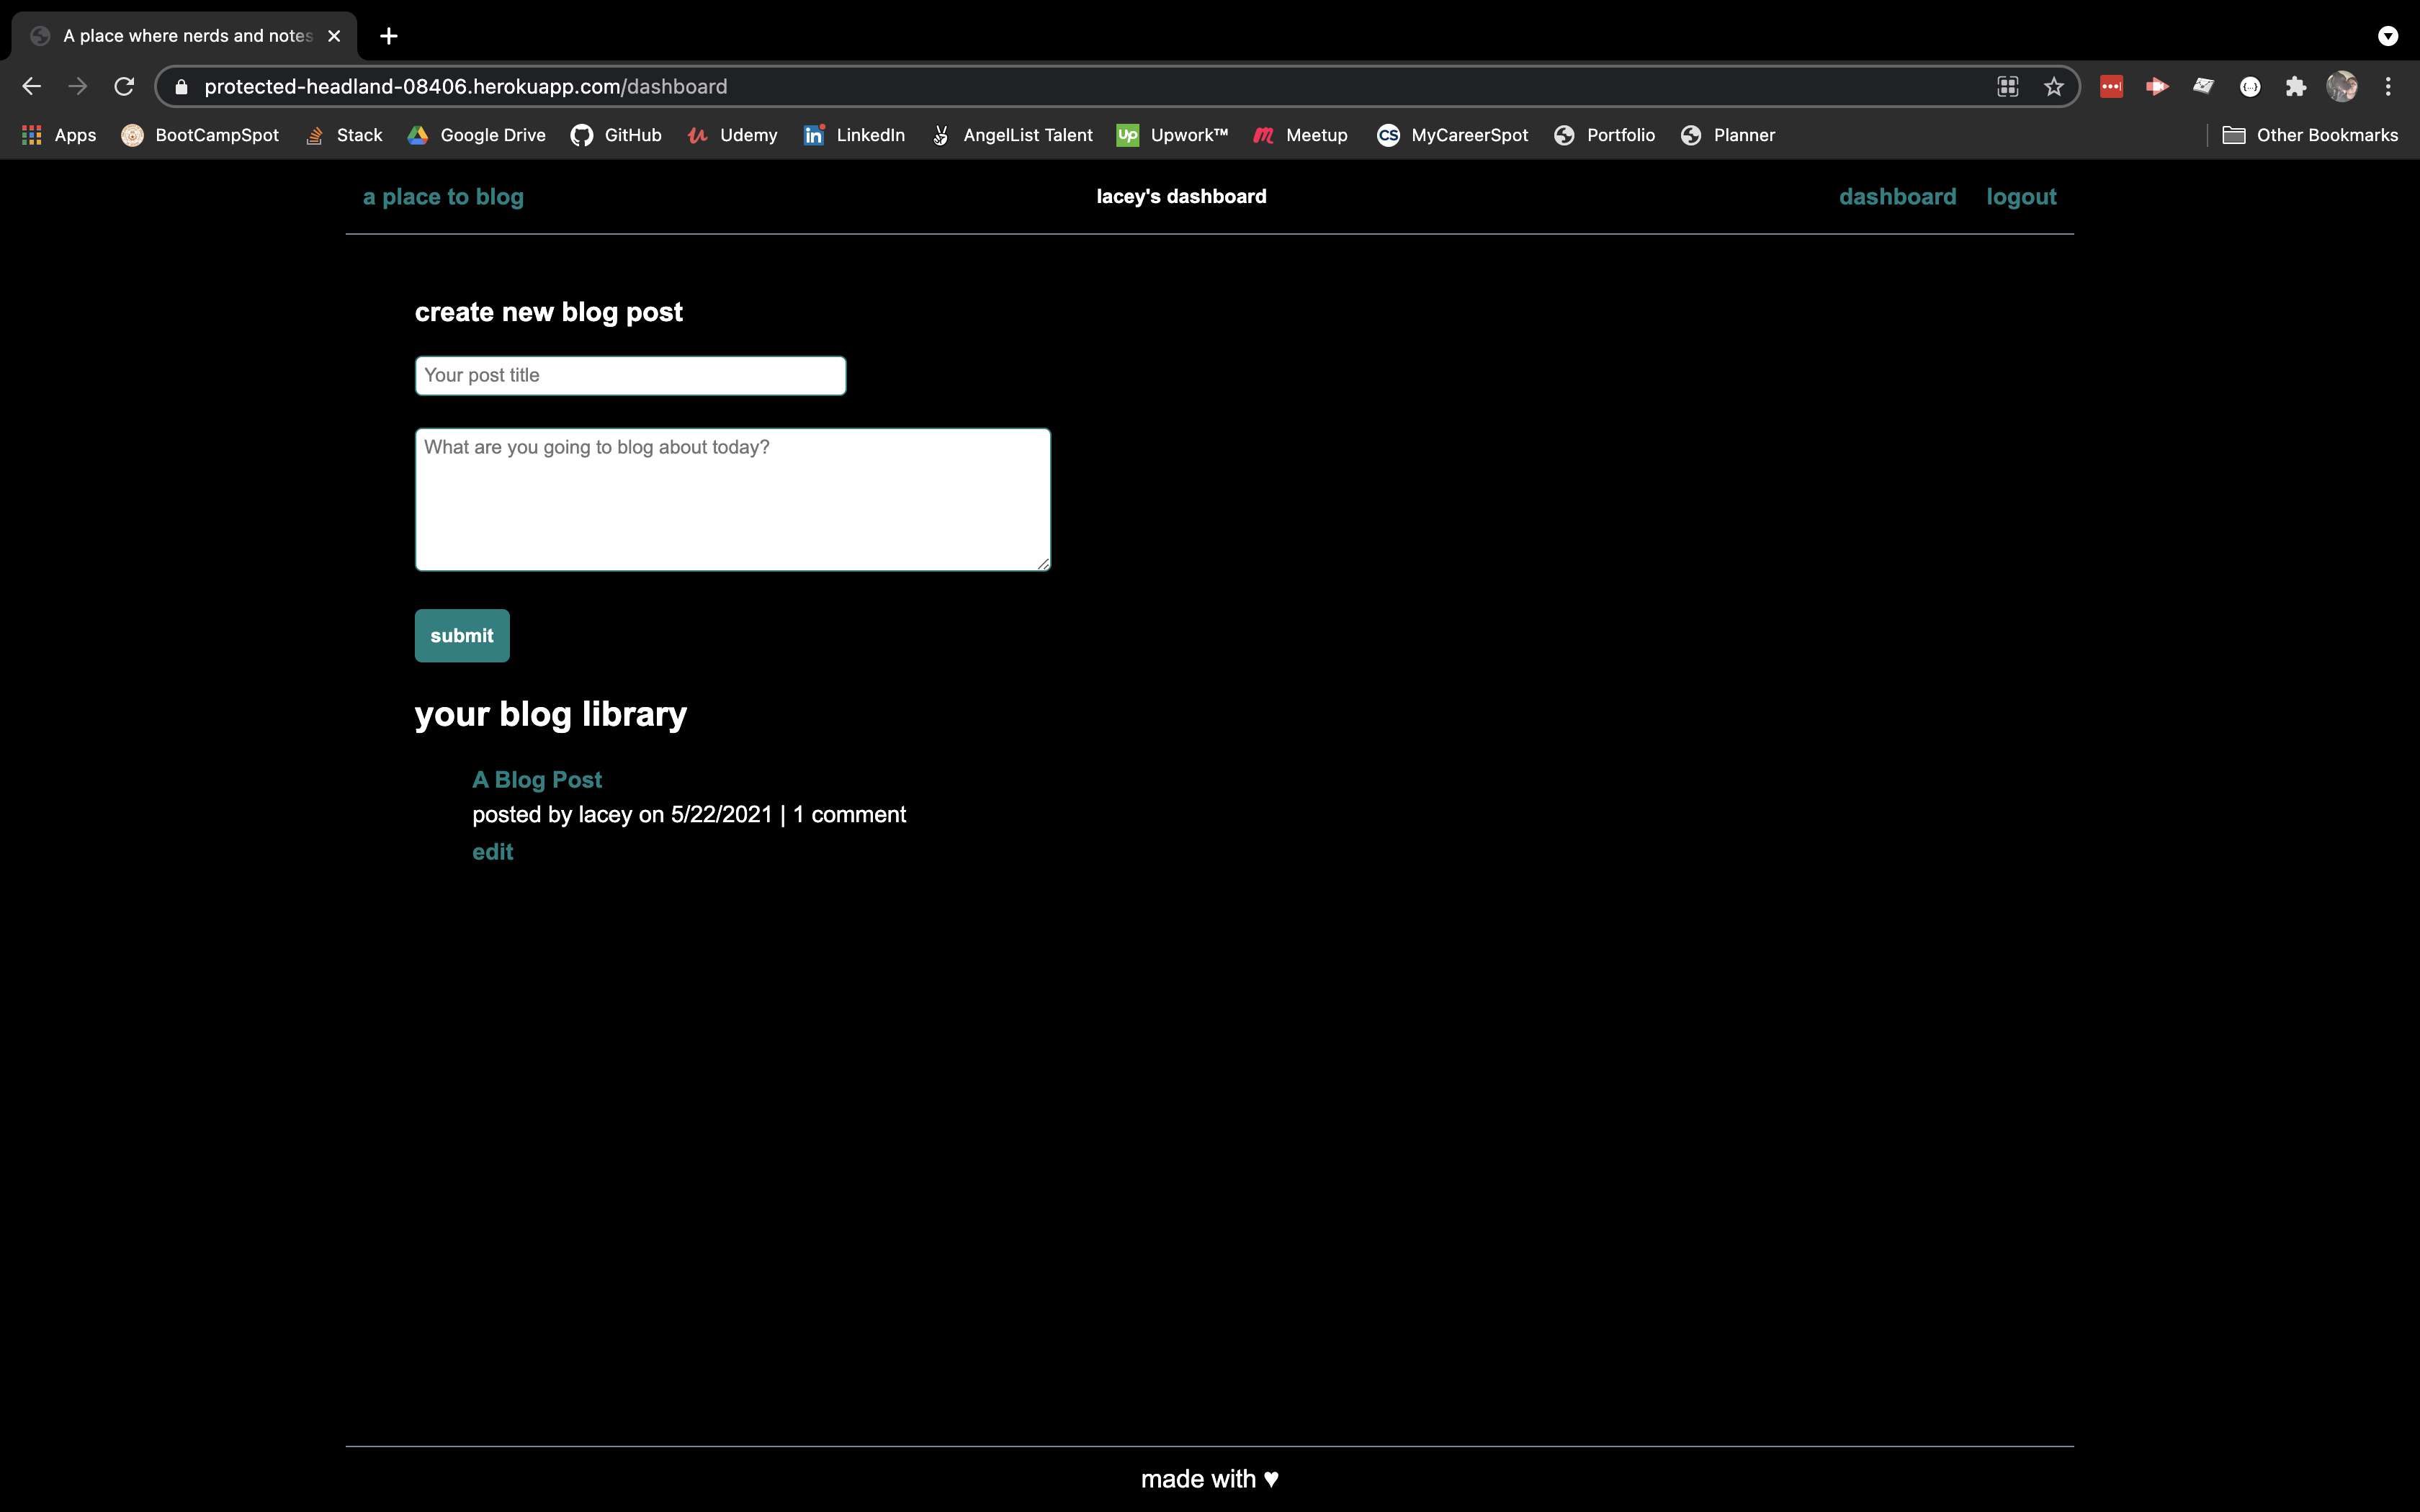 A place where nerds and notes
protected-headland-08406.herokuapp.com/dashboard
Apps BootCampSpot Stack Google Drive GitHub Udemy LinkedIn AngelList Talent Upwork™ Meetup MyCareerSpot Portfolio Planner Other Bookmarks
a place to blog lacey's dashboard dashboard logout
create new blog post
Your post title
What are you going to blog about today?
submit
your blog library
A Blog Post
posted by lacey on 5/22/2021 | 1 comment
edit
made with ♥